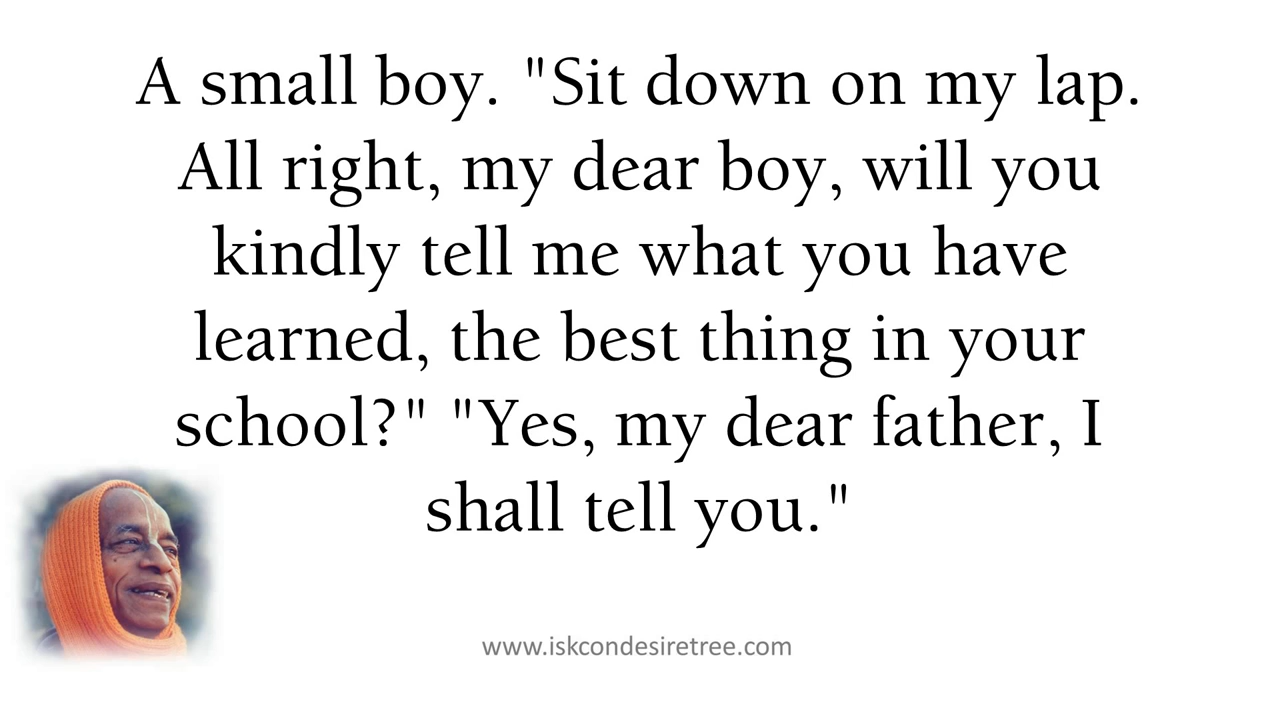 A small boy. "Sit down on my lap.
All right, my dear boy, will you
kindly tell me what you have
learned, the best thing in your
school?" "Yes, my dear father, I
shall tell you."
www.iskcondesiretree.com